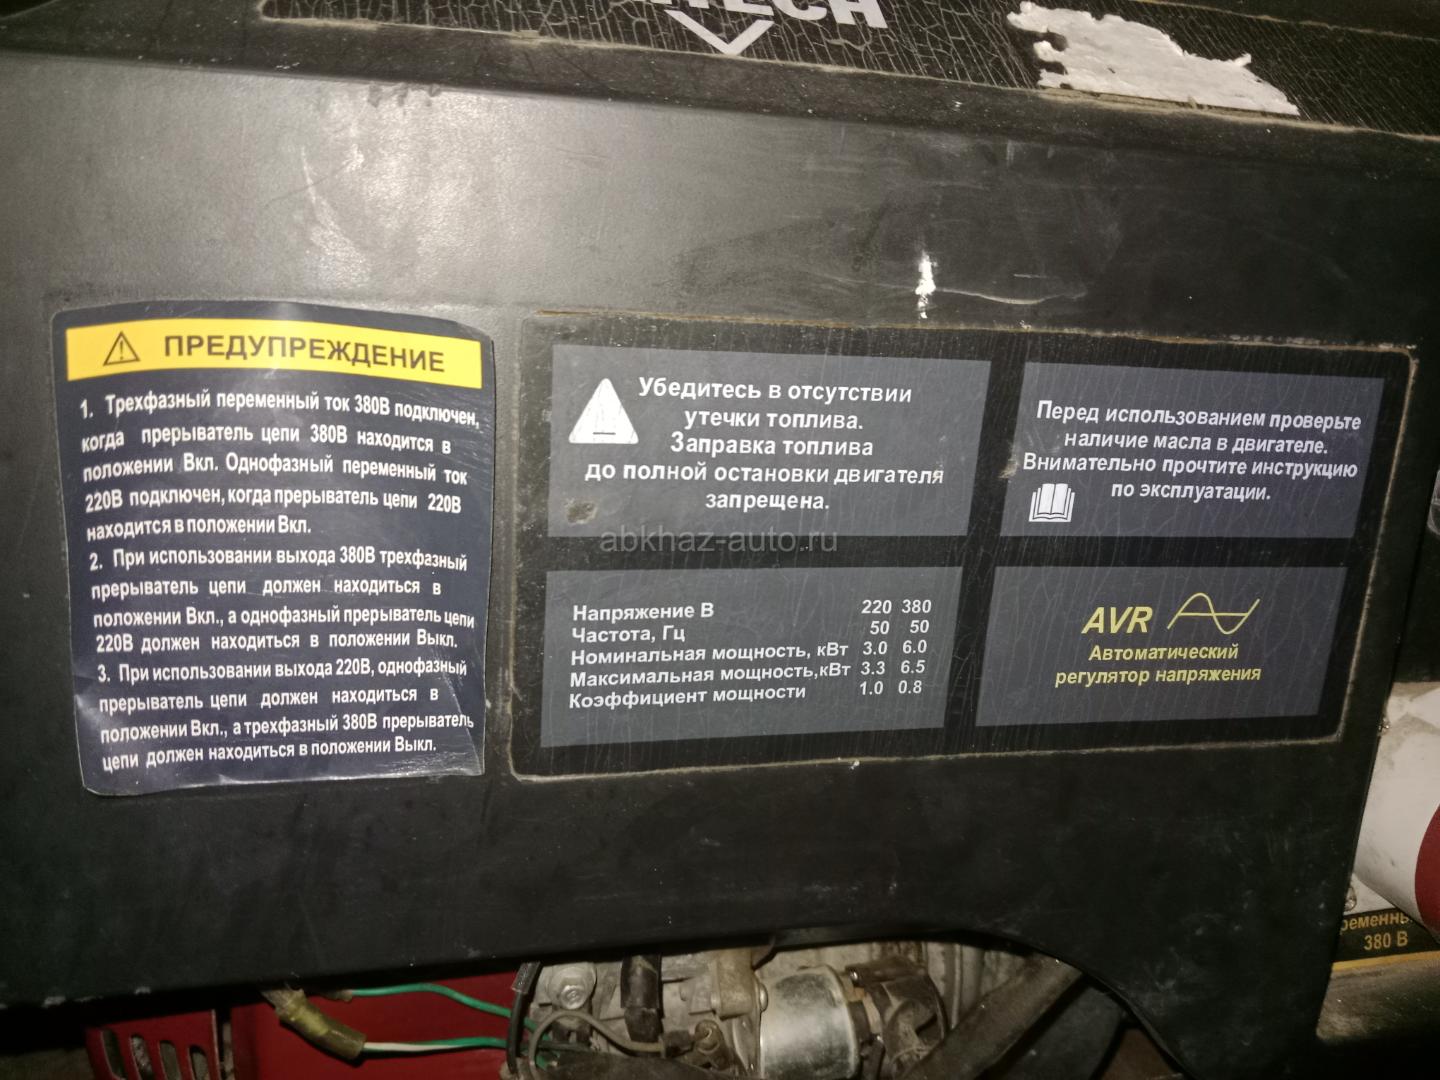 ПРЕДУПРЕЖДЕНИЕ
1. Трехфазный переменный ток 380В подключен,
когда прерыватель цепи 380В находится в
положении Вкл. Однофазный переменный ток
220В подключен, когда прерыватель цепи 220В
находится в положении Вкл.
2. При использовании выхода 380В трехфазный
прерыватель цепи должен находиться в
положении Вкл., а однофазный прерыватель цепи
220В должен находиться в положении Выкл.
3. При использовании выхода 220В, однофазный
прерыватель цепи должен находиться в
положении Вкл., а трехфазный 380В прерыватель
цепи должен находиться в положении Выкл.
Убедитесь в отсутствии
утечки топлива.
Заправка топлива
до полной остановки двигателя
запрещена.
Перед использованием проверьте
наличие масла в двигателе.
Внимательно прочтите инструкцию
по эксплуатации.
abkhaz-auto.ru
Напряжение В 220 380
Частота, Гц 50 50
Номинальная мощность, кВт 3.0 6.0
Максимальная мощность,кВт 3.3 6.5
Коэффициент мощности 1.0 0.8
AVR
Автоматический
регулятор напряжения
380 В